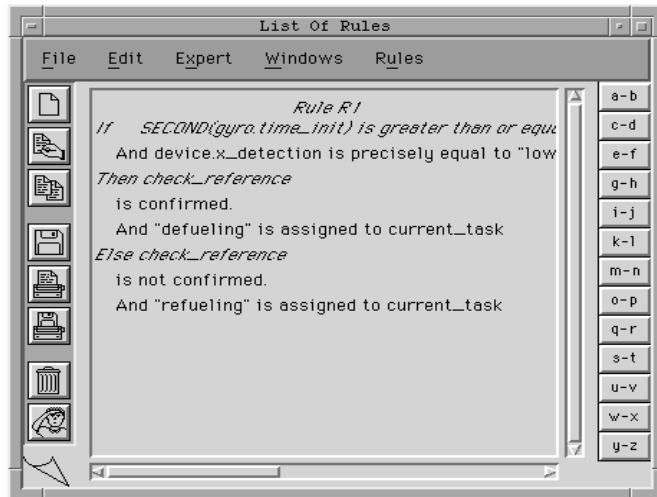 List Of Rules
File Edit Expert Windows Rules
Rule R1
If SECOND(gyro.time_init) is greater than or equa
And device.x_detection is precisely equal to "low
Then check_reference
is confirmed.
And "defueling" is assigned to current_task
Else check_reference
is not confirmed.
And "refueling" is assigned to current_task
a-b
c-d
e-f
g-h
i-j
k-l
m-n
o-p
q-r
s-t
u-v
w-x
y-z